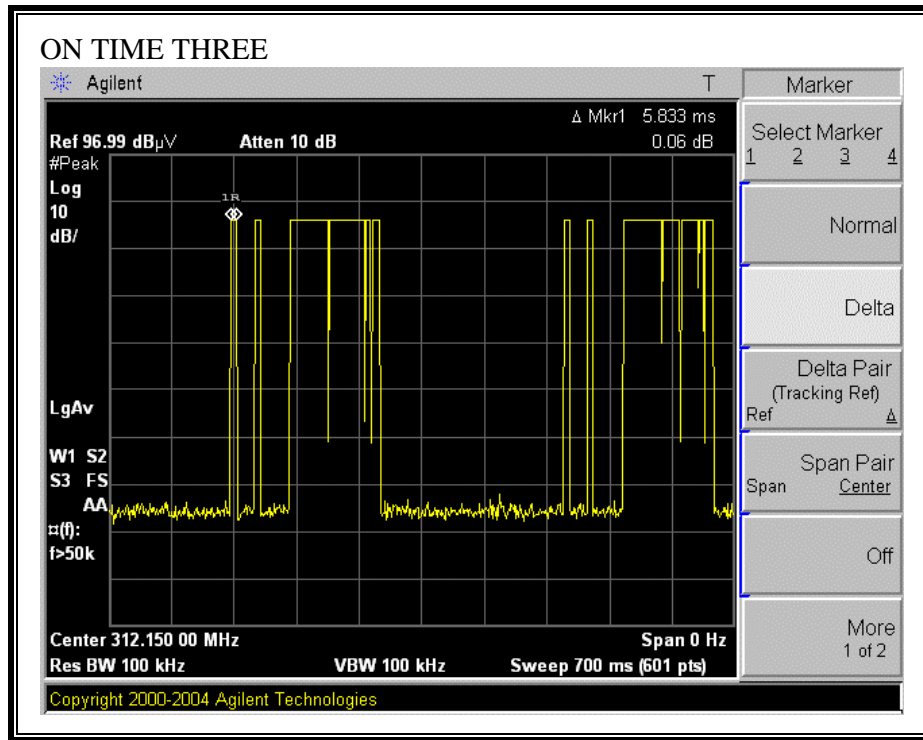 ON TIME THREE
Agilent T
Δ Mkr1 5.833 ms
Ref 96.99 dBµV Atten 10 dB 0.06 dB
#Peak
Log
10
dB/
1R
LgAv
W1 S2
S3 FS
AA
¤(f):
f>50k
Center 312.150 00 MHz Span 0 Hz
Res BW 100 kHz VBW 100 kHz Sweep 700 ms (601 pts)
Copyright 2000-2004 Agilent Technologies
Marker
Select Marker
1 2 3 4
Normal
Delta
Delta Pair
(Tracking Ref)
Ref Δ
Span Pair
Span Center
Off
More
1 of 2